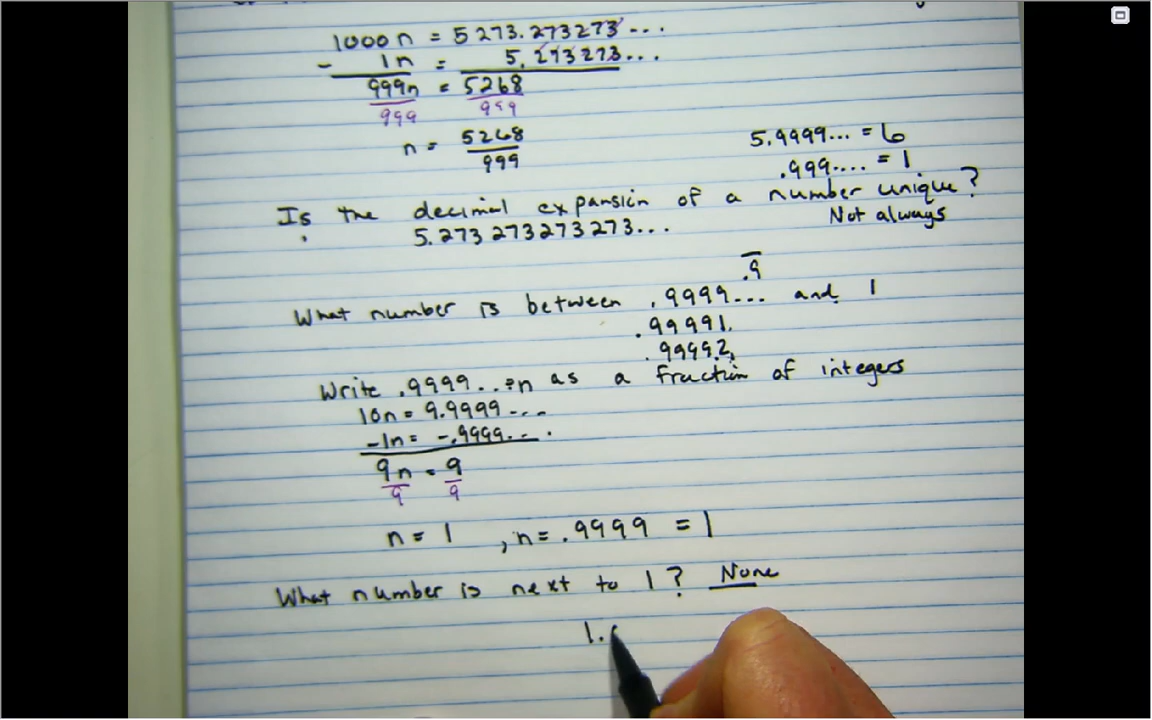 1000n = 5273.273273...
- 1n = 5.273273...
999n = 5268
999 999
n = 5268
999
5.9999... = 6
.999.... = 1
Is the decimal expansion of a number unique?
5.273 273273273... Not always
.9
What number is between .9999... and 1
.99991
.99992
Write .9999... = n as a fraction of integers
10n = 9.9999...
-1n = -.9999...
9n = 9
9 9
n = 1 , n = .9999 = 1
What number is next to 1? None
1.